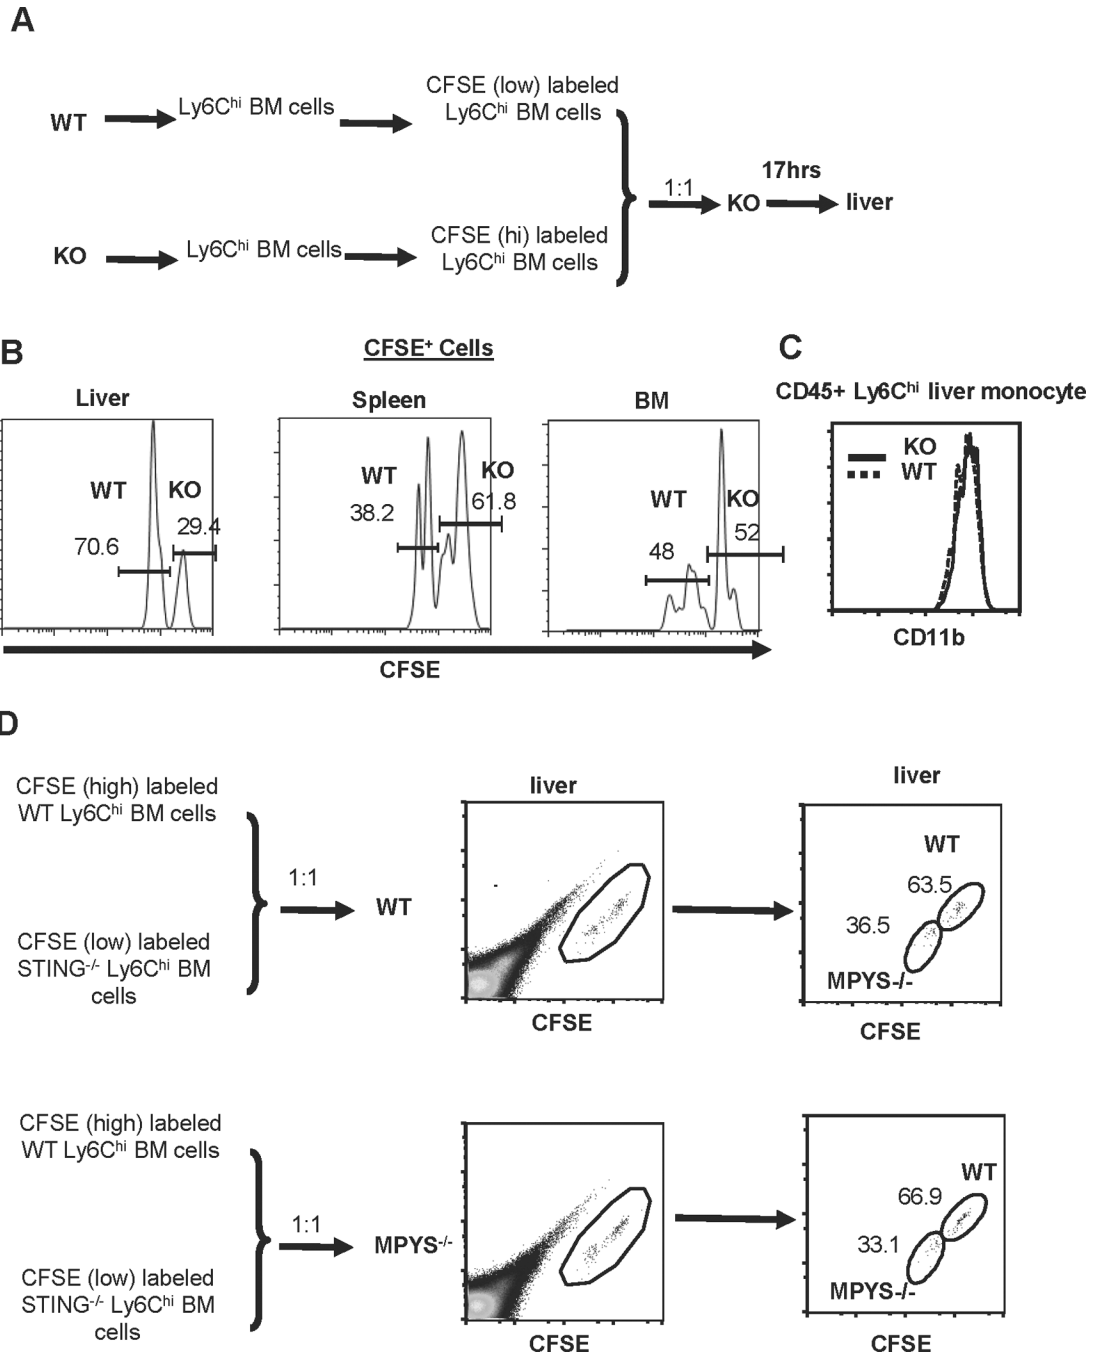 A
WT
Ly6Chi BM cells
CFSE (low) labeled
Ly6Chi BM cells
KO
Ly6Chi BM cells
CFSE (hi) labeled
Ly6Chi BM cells
1:1
KO
17hrs
liver
B
CFSE+ Cells
Liver
WT
KO
70.6
29.4
Spleen
WT
KO
38.2
61.8
BM
WT
KO
48
52
CFSE
C
CD45+ Ly6Chi liver monocyte
KO
WT
CD11b
D
CFSE (high) labeled
WT Ly6Chi BM cells
CFSE (low) labeled
STING-/- Ly6Chi BM
cells
1:1
WT
liver
CFSE
liver
WT
63.5
36.5
MPYS-/-
CFSE
CFSE (high) labeled
WT Ly6Chi BM cells
CFSE (low) labeled
STING-/- Ly6Chi BM
cells
1:1
MPYS-/-
CFSE
WT
66.9
33.1
MPYS-/-
CFSE